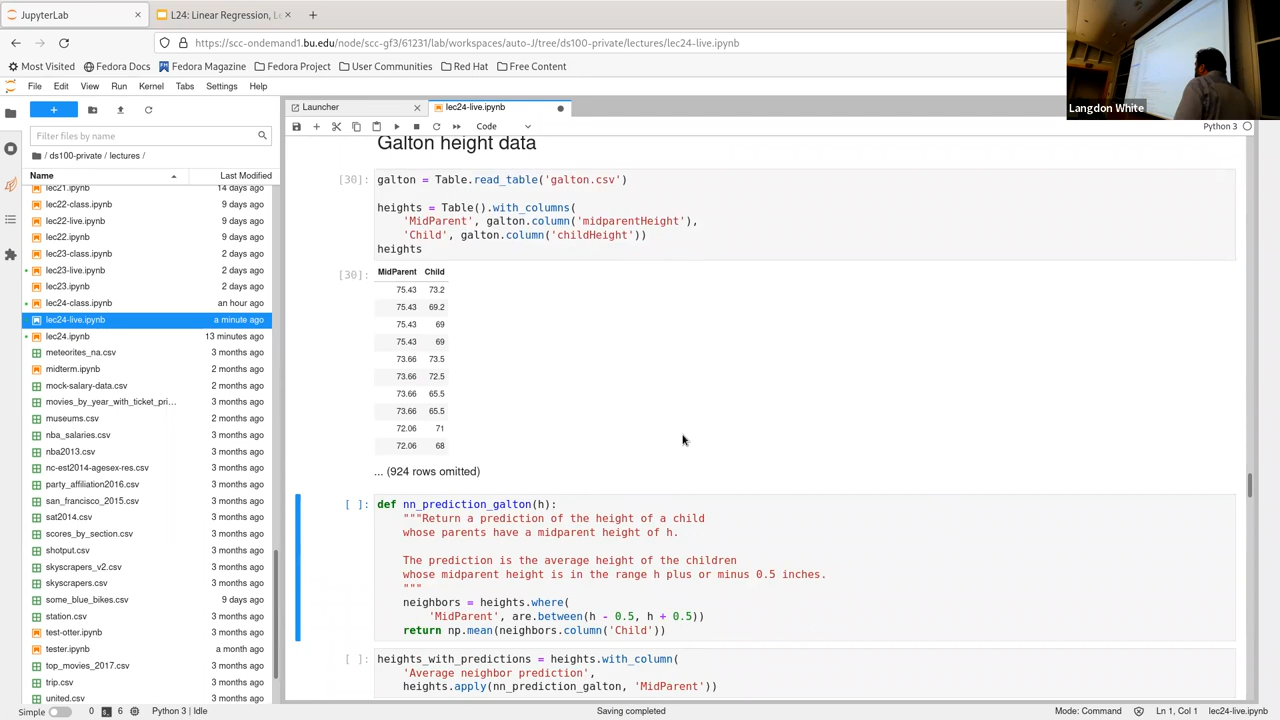 JupyterLab
L24: Linear Regression, Le
https://scc-ondemand1.bu.edu/node/scc-gf3/61231/lab/workspaces/auto-J/tree/ds100-private/lectures/lec24-live.ipynb
Most Visited
Fedora Docs
Fedora Magazine
Fedora Project
User Communities
Red Hat
Free Content
Langdon White
File Edit View Run Kernel Tabs Settings Help
Launcher
lec24-live.ipynb
Filter files by name
Code
Python 3
/ ds100-private / lectures /
Name Last Modified
lec21.ipynb 14 days ago
lec22-class.ipynb 9 days ago
lec22-live.ipynb 9 days ago
lec22.ipynb 9 days ago
lec23-class.ipynb 2 days ago
lec23-live.ipynb 2 days ago
lec23.ipynb 2 days ago
lec24-class.ipynb an hour ago
lec24-live.ipynb a minute ago
lec24.ipynb 13 minutes ago
meteorites_na.csv 3 months ago
midterm.ipynb 2 months ago
mock-salary-data.csv 2 months ago
movies_by_year_with_ticket_pri... 3 months ago
museums.csv 2 months ago
nba_salaries.csv 3 months ago
nba2013.csv 3 months ago
nc-est2014-agesex-res.csv 3 months ago
party_affiliation2016.csv 3 months ago
san_francisco_2015.csv 3 months ago
sat2014.csv 3 months ago
scores_by_section.csv 3 months ago
shotput.csv 3 months ago
skyscrapers_v2.csv 3 months ago
skyscrapers.csv 3 months ago
some_blue_bikes.csv 9 days ago
station.csv 3 months ago
test-otter.ipynb 3 months ago
tester.ipynb a month ago
top_movies_2017.csv 3 months ago
trip.csv 3 months ago
united.csv 3 months ago
Galton height data
[30]: galton = Table.read_table('galton.csv')
heights = Table().with_columns(
'MidParent', galton.column('midparentHeight'),
'Child', galton.column('childHeight'))
heights
[30]: MidParent Child
75.43 73.2
75.43 69.2
75.43 69
75.43 69
73.66 73.5
73.66 72.5
73.66 65.5
73.66 65.5
72.06 71
72.06 68
... (924 rows omitted)
[ ]: def nn_prediction_galton(h):
"""Return a prediction of the height of a child
whose parents have a midparent height of h.
The prediction is the average height of the children
whose midparent height is in the range h plus or minus 0.5 inches.
"""
neighbors = heights.where(
'MidParent', are.between(h - 0.5, h + 0.5))
return np.mean(neighbors.column('Child'))
[ ]: heights_with_predictions = heights.with_column(
'Average neighbor prediction',
heights.apply(nn_prediction_galton, 'MidParent'))
Simple 0 6 Python 3 | Idle Saving completed Mode: Command Ln 1, Col 1 lec24-live.ipynb